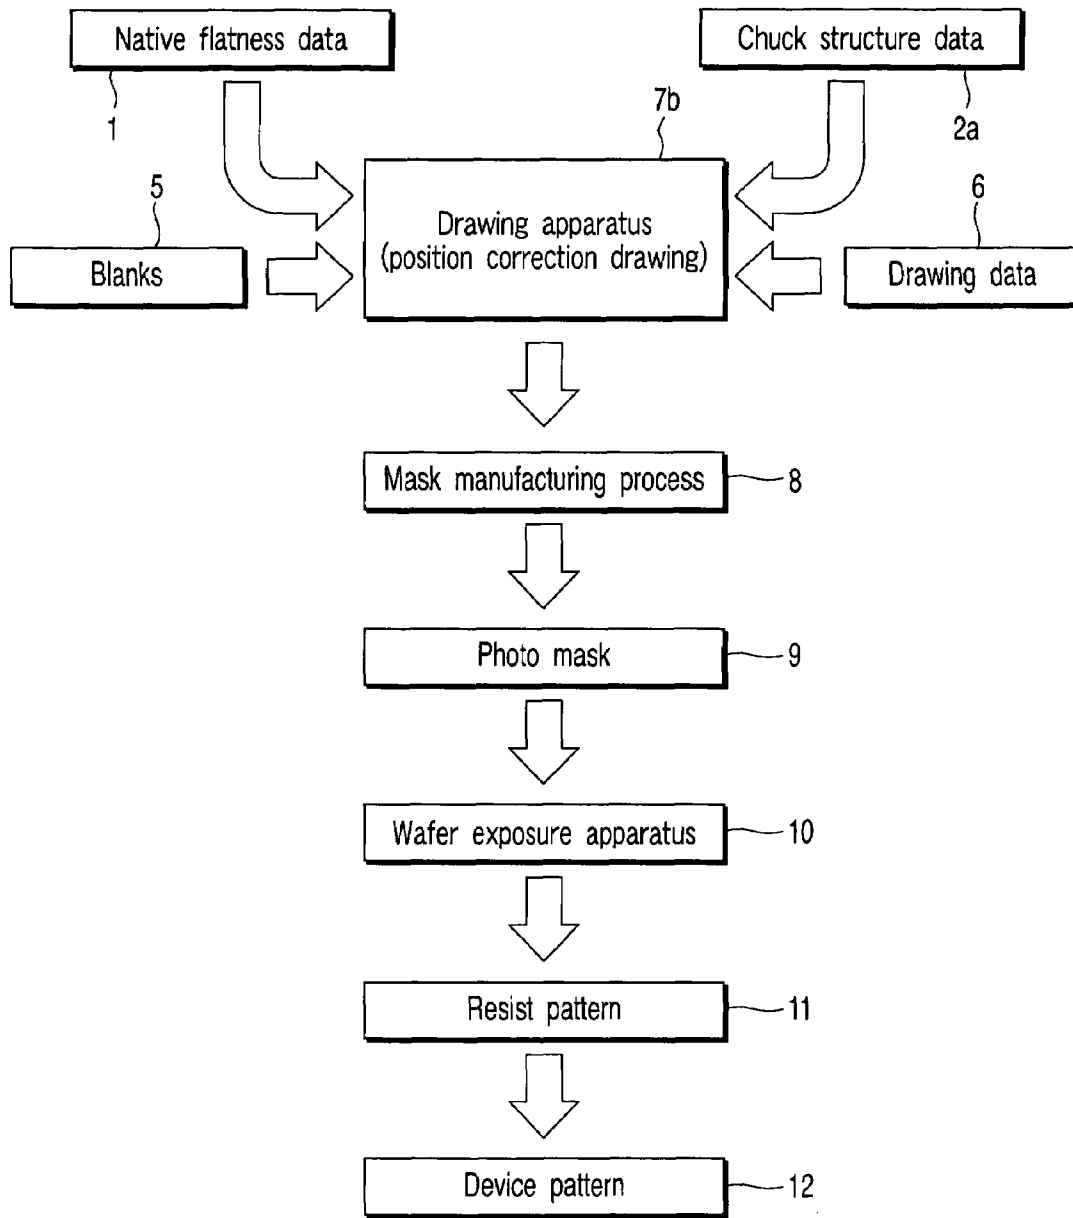 Native flatness data
Chuck structure data
1
7b
2a
5
6
Drawing apparatus
(position correction drawing)
Blanks
Drawing data
Mask manufacturing process
8
Photo mask
9
Wafer exposure apparatus
10
Resist pattern
11
Device pattern
12